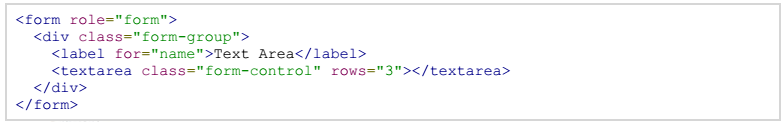 <form role="form">
  <div class="form-group">
    <label for="name">Text Area</label>
    <textarea class="form-control" rows="3"></textarea>
  </div>
</form>